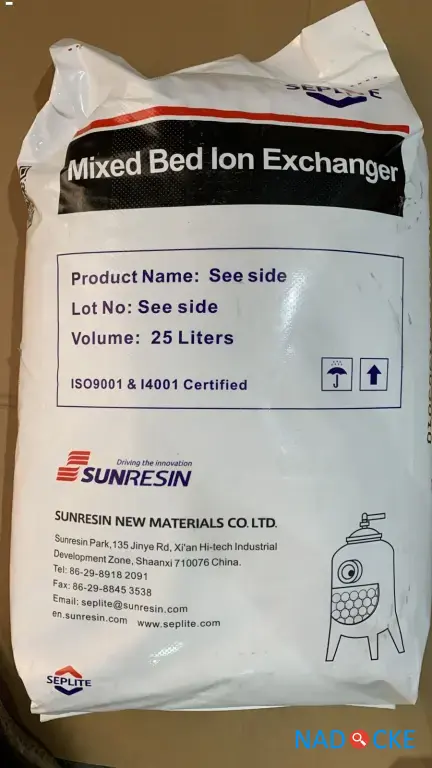 SEPLITE
Mixed Bed Ion Exchanger
Product Name: See side
Lot No: See side
Volume: 25 Liters
ISO9001 & I4001 Certified
Driving the innovation
SUNRESIN
SUNRESIN NEW MATERIALS CO. LTD.
Sunresin Park,135 Jinye Rd, Xi'an Hi-tech Industrial
Development Zone, Shaanxi 710076 China.
Tel: 86-29-8918 2091
Fax: 86-29-8845 3538
Email: seplite@sunresin.com
en.sunresin.com www.seplite.com
SEPLITE
NADOCKE